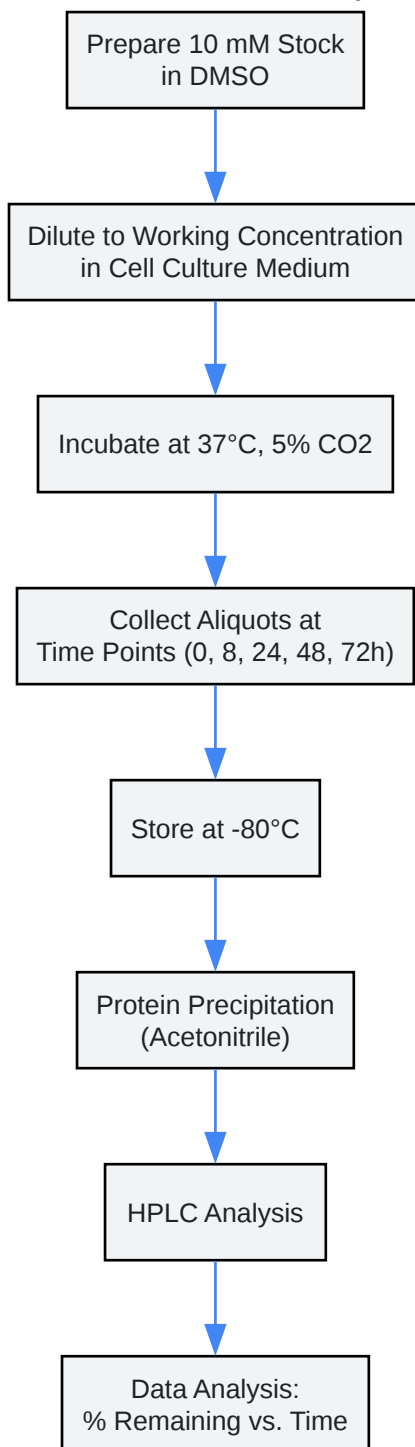 Prepare 10 mM Stock
in DMSO
Dilute to Working Concentration
in Cell Culture Medium
Incubate at 37°C, 5% CO2
Collect Aliquots at
Time Points (0, 8, 24, 48, 72h)
Store at -80°C
Protein Precipitation
(Acetonitrile)
HPLC Analysis
Data Analysis:
% Remaining vs. Time